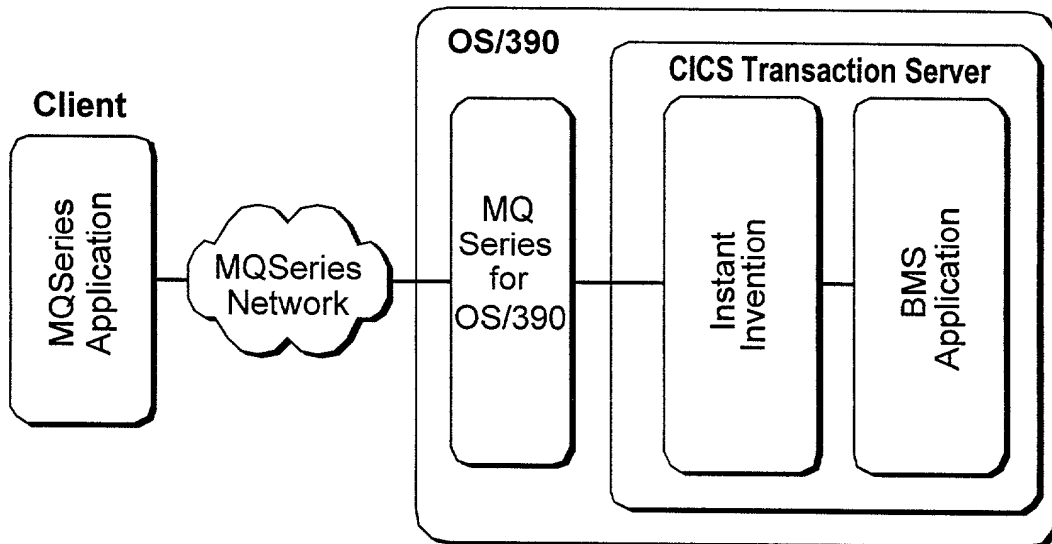 OS/390
CICS Transaction Server
Client
MQSeries
Application
MQSeries
Network
MQ
Series
for
OS/390
Instant
Invention
BMS
Application